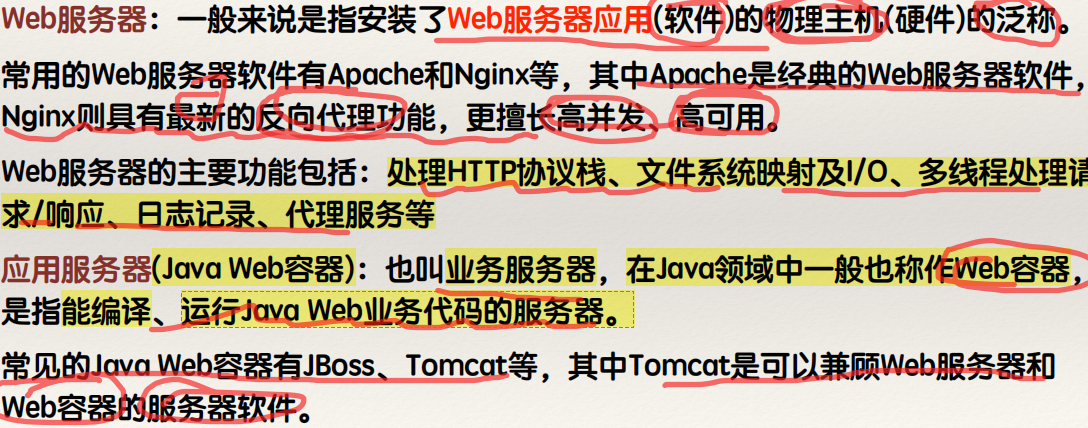 Web服务器：一般来说是指安装了Web服务器应用(软件)的物理主机(硬件)的泛称。
常用的Web服务器软件有Apache和Nginx等，其中Apache是经典的Web服务器软件，
Nginx则具有最新的反向代理功能，更擅长高并发、高可用。
Web服务器的主要功能包括：处理HTTP协议栈、文件系统映射及I/O、多线程处理请
求/响应、日志记录、代理服务等
应用服务器(Java Web容器)：也叫业务服务器，在Java领域中一般也称作Web容器，
是指能编译、运行Java Web业务代码的服务器。
常见的Java Web容器有JBoss、Tomcat等，其中Tomcat是可以兼顾Web服务器和
Web容器的服务器软件。